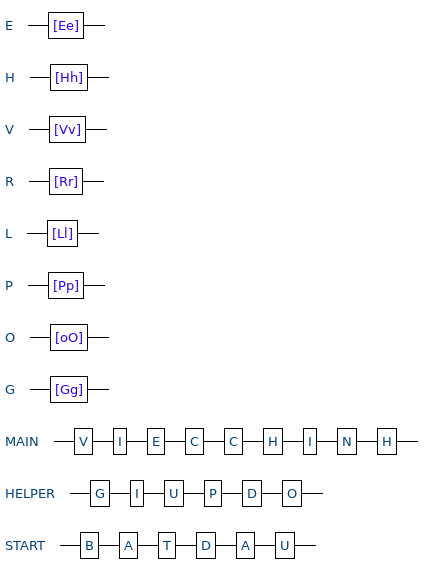 E [Ee]
H [Hh]
V [Vv]
R [Rr]
L [Ll]
P [Pp]
O [oO]
G [Gg]
MAIN V I E C C H I N H
HELPER G I U P D O
START B A T D A U